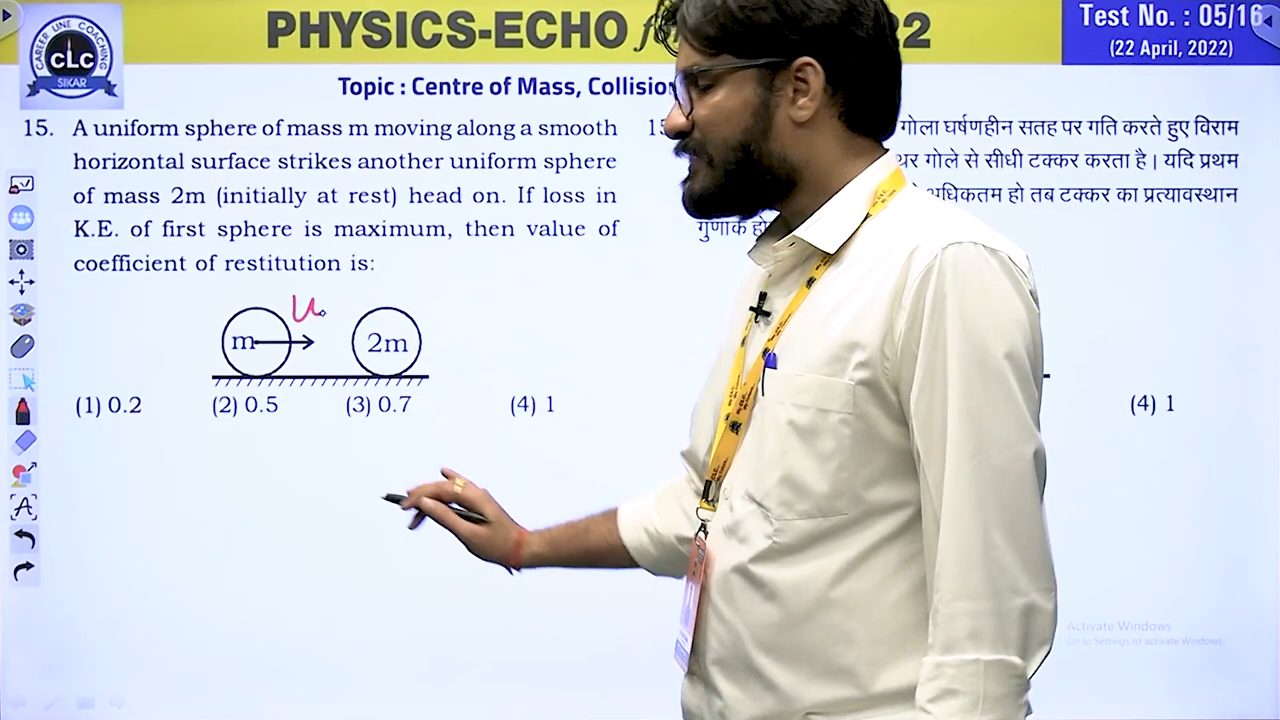 PHYSICS-ECHO
22
Test No. : 05/16
(22 April, 2022)
CAREER LINE COACHING
CLC
SIKAR
Topic : Centre of Mass, Collision
15. A uniform sphere of mass m moving along a smooth
horizontal surface strikes another uniform sphere
of mass 2m (initially at rest) head on. If loss in
K.E. of first sphere is maximum, then value of
coefficient of restitution is:
u
m
2m
(1) 0.2 (2) 0.5 (3) 0.7 (4) 1
गोला घर्षणहीन सतह पर गति करते हुए विराम
गोले से सीधी टक्कर करता है। यदि प्रथम
अधिकतम हो तब टक्कर का प्रत्यावस्थान
गुणांक
(4) 1
Activate Windows
Go to Settings to activate Windows.